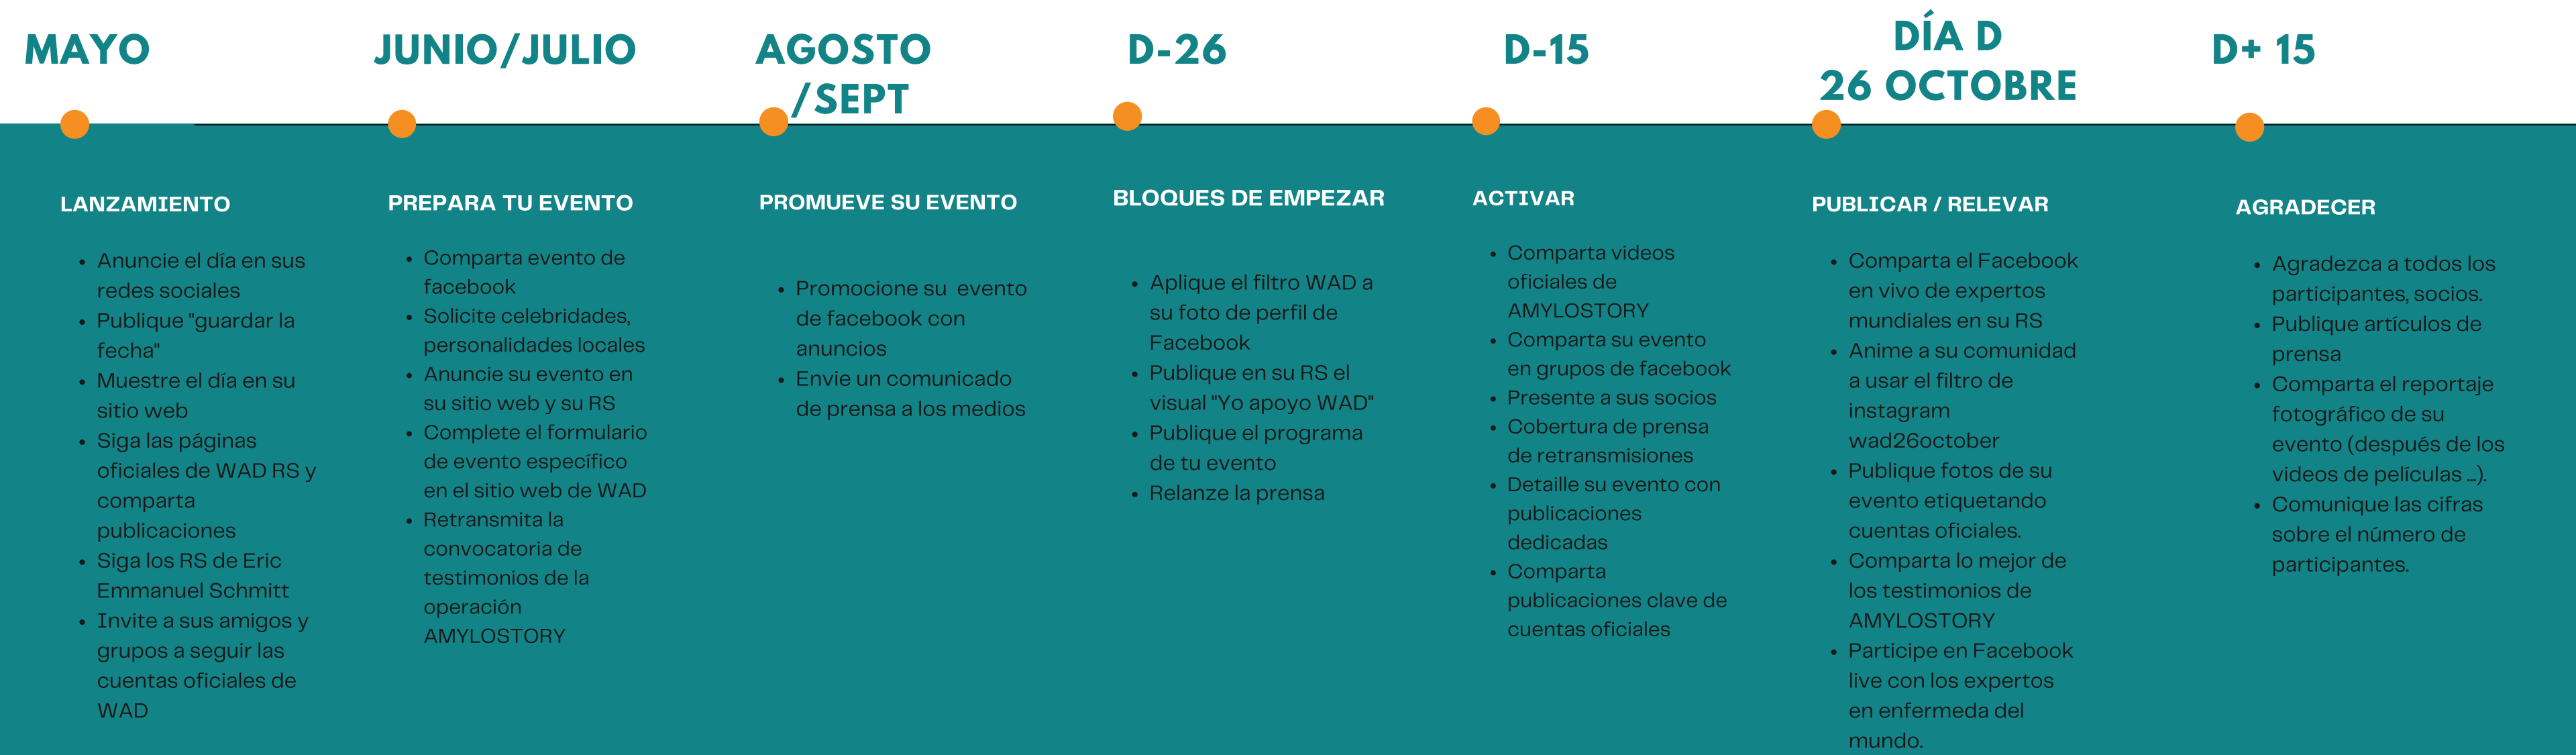 MAYO
LANZAMIENTO
• Anuncie el día en sus
redes sociales
• Publique "guardar la
fecha"
• Muestre el día en su
sitio web
• Siga las páginas
oficiales de WAD RS y
comparta
publicaciones
• Siga los RS de Eric
Emmanuel Schmitt
• Invite a sus amigos y
grupos a seguir las
cuentas oficiales de
WAD
JUNIO/JULIO
PREPARA TU EVENTO
• Comparta evento de
facebook
• Solicite celebridades,
personalidades locales
• Anuncie su evento en
su sitio web y su RS
• Complete el formulario
de evento específico
en el sitio web de WAD
• Retransmita la
convocatoria de
testimonios de la
operación
AMYLOSTORY
AGOSTO
/SEPT
PROMUEVE SU EVENTO
• Promocione su evento
de facebook con
anuncios
• Envie un comunicado
de prensa a los medios
D-26
BLOQUES DE EMPEZAR
• Aplique el filtro WAD a
su foto de perfil de
Facebook
• Publique en su RS el
visual "Yo apoyo WAD"
• Publique el programa
de tu evento
• Relanze la prensa
D-15
ACTIVAR
• Comparta videos
oficiales de
AMYLOSTORY
• Comparta su evento
en grupos de facebook
• Presente a sus socios
• Cobertura de prensa
de retransmisiones
• Detaille su evento con
publicaciones
dedicadas
• Comparta
publicaciones clave de
cuentas oficiales
DÍA D
26 OCTOBRE
PUBLICAR / RELEVAR
• Comparta el Facebook
en vivo de expertos
mundiales en su RS
• Anime a su comunidad
a usar el filtro de
instagram
wad26october
• Publique fotos de su
evento etiquetando
cuentas oficiales.
• Comparta lo mejor de
los testimonios de
AMYLOSTORY
• Participe en Facebook
live con los expertos
en enfermeda del
mundo.
D+ 15
AGRADECER
• Agradezca a todos los
participantes, socios.
• Publique artículos de
prensa
• Comparta el reportaje
fotográfico de su
evento (después de los
videos de películas ...).
• Comunique las cifras
sobre el número de
participantes.